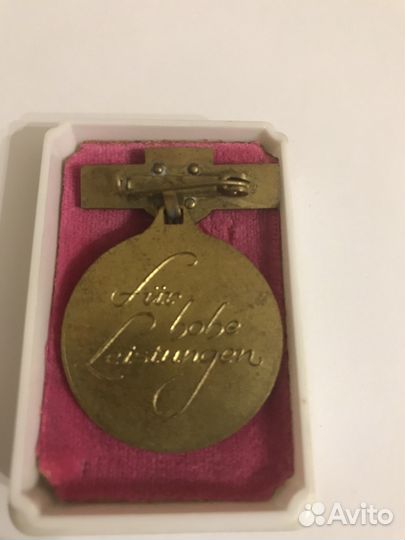 für
hohe
Leistungen
Avito